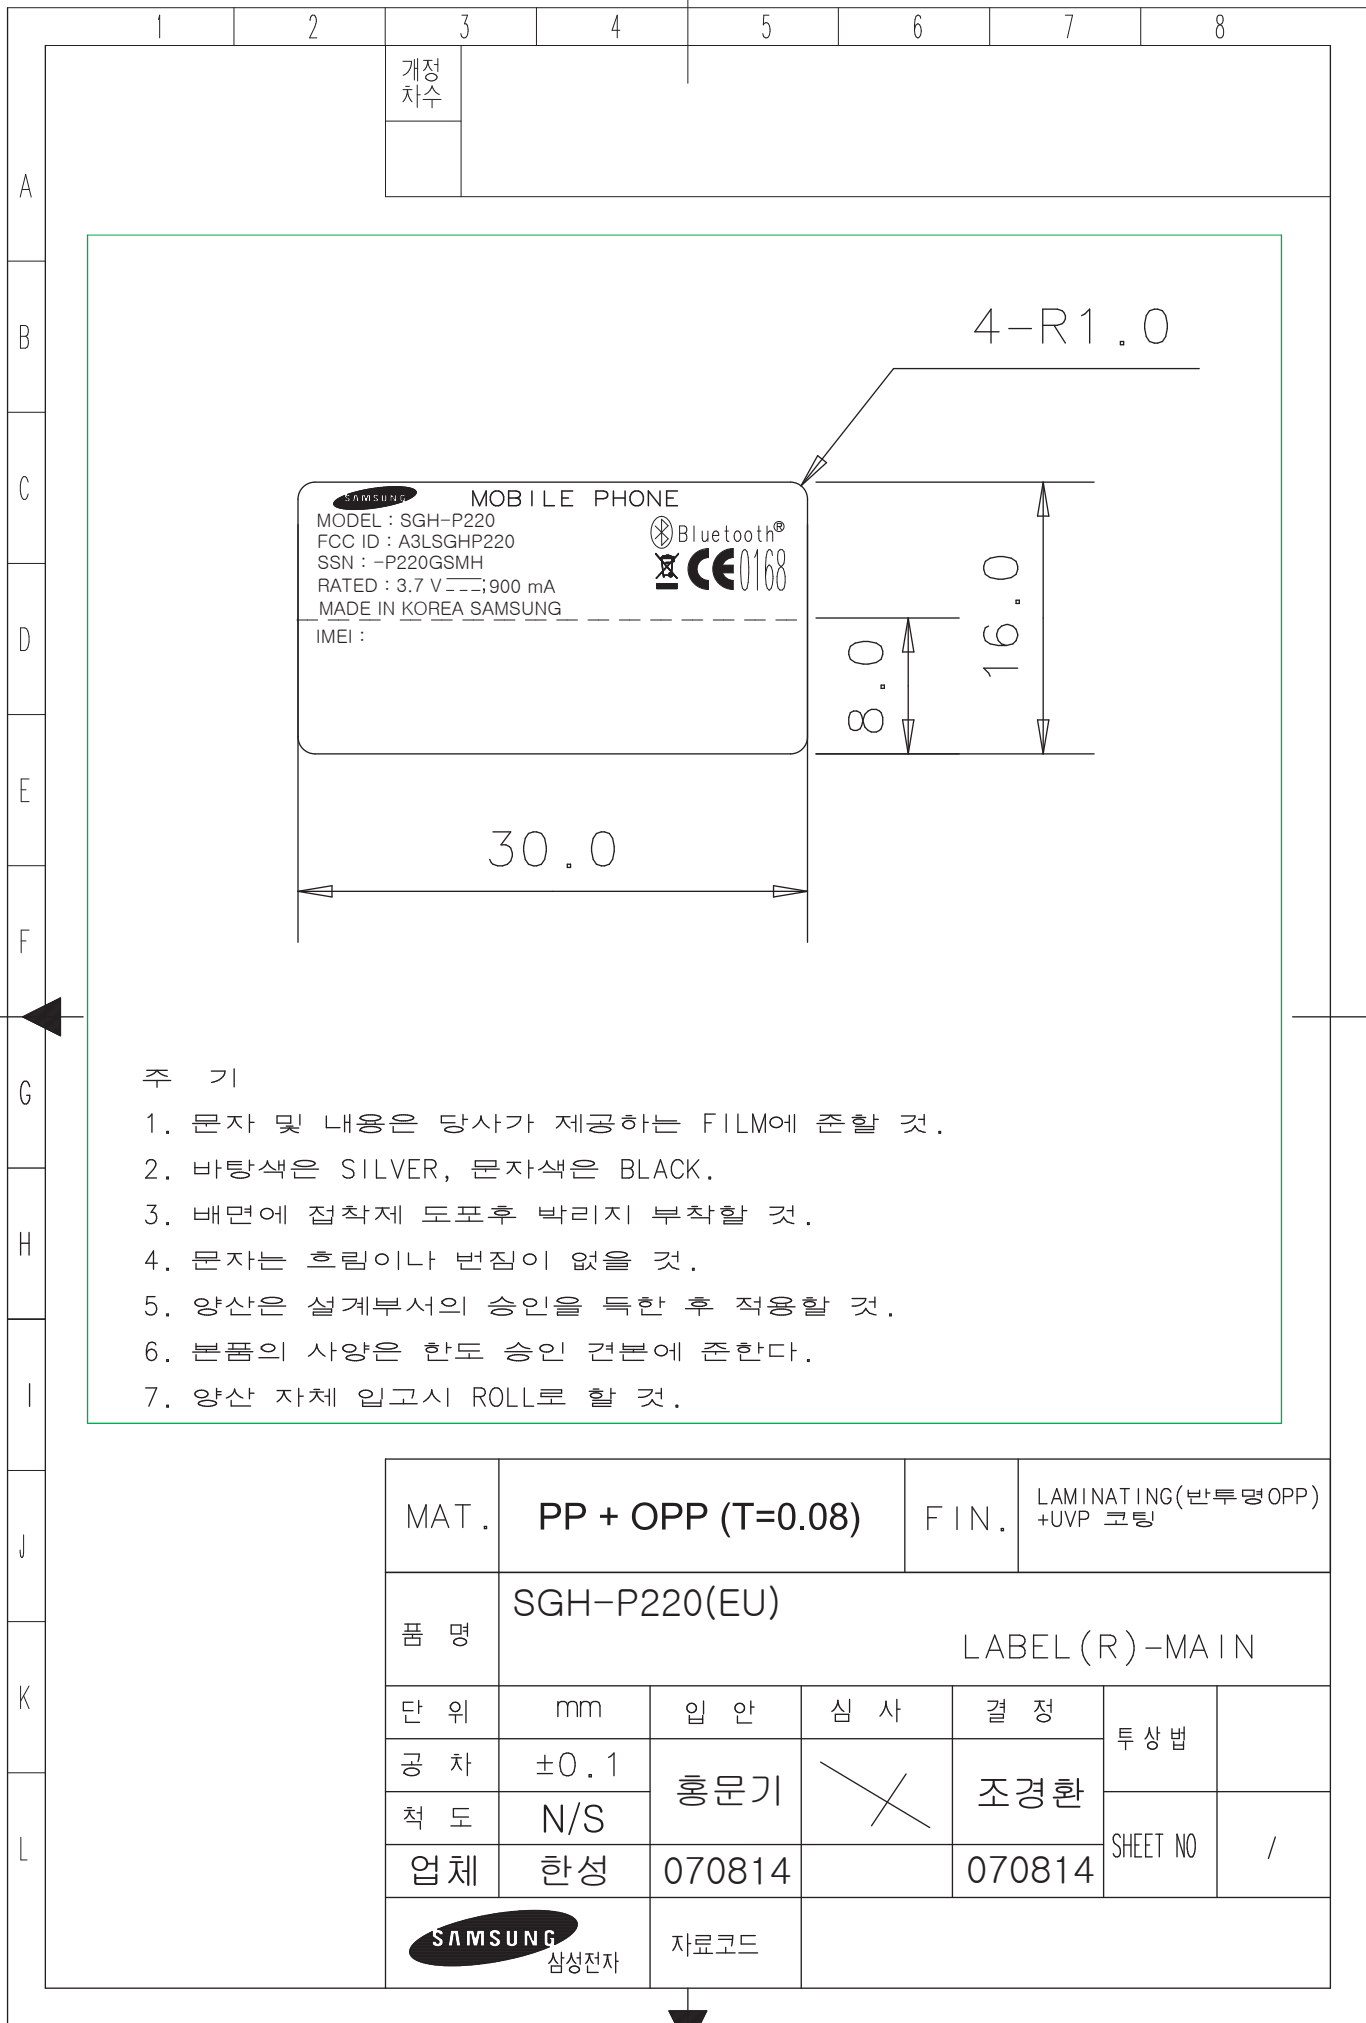 1 2 3 4 5 6 7 8
개정
차수
A
B
C
D
E
F
G
H
I
J
K
L
4-R1.0
SAMSUNG MOBILE PHONE
MODEL : SGH-P220
FCC ID : A3LSGHP220
SSN : -P220GSMH
RATED : 3.7 V ; 900 mA
MADE IN KOREA SAMSUNG
Bluetooth®
CE0168
IMEI :
16.0
8.0
30.0
주 기
1. 문자 및 내용은 당사가 제공하는 FILM에 준할 것.
2. 바탕색은 SILVER, 문자색은 BLACK.
3. 배면에 접착제 도포후 박리지 부착할 것.
4. 문자는 흐림이나 번짐이 없을 것.
5. 양산은 설계부서의 승인을 득한 후 적용할 것.
6. 본품의 사양은 한도 승인 견본에 준한다.
7. 양산 자체 입고시 ROLL로 할 것.
MAT. PP + OPP (T=0.08) FIN. LAMINATING(반투명OPP)
+UVP 코팅
품 명 SGH-P220(EU)
LABEL(R)-MAIN
단 위 mm 입 안 심 사 결 정 투상법
공 차 ±0.1 홍문기 조경환
척 도 N/S SHEET NO /
업체 한성 070814 070814
SAMSUNG 삼성전자 자료코드